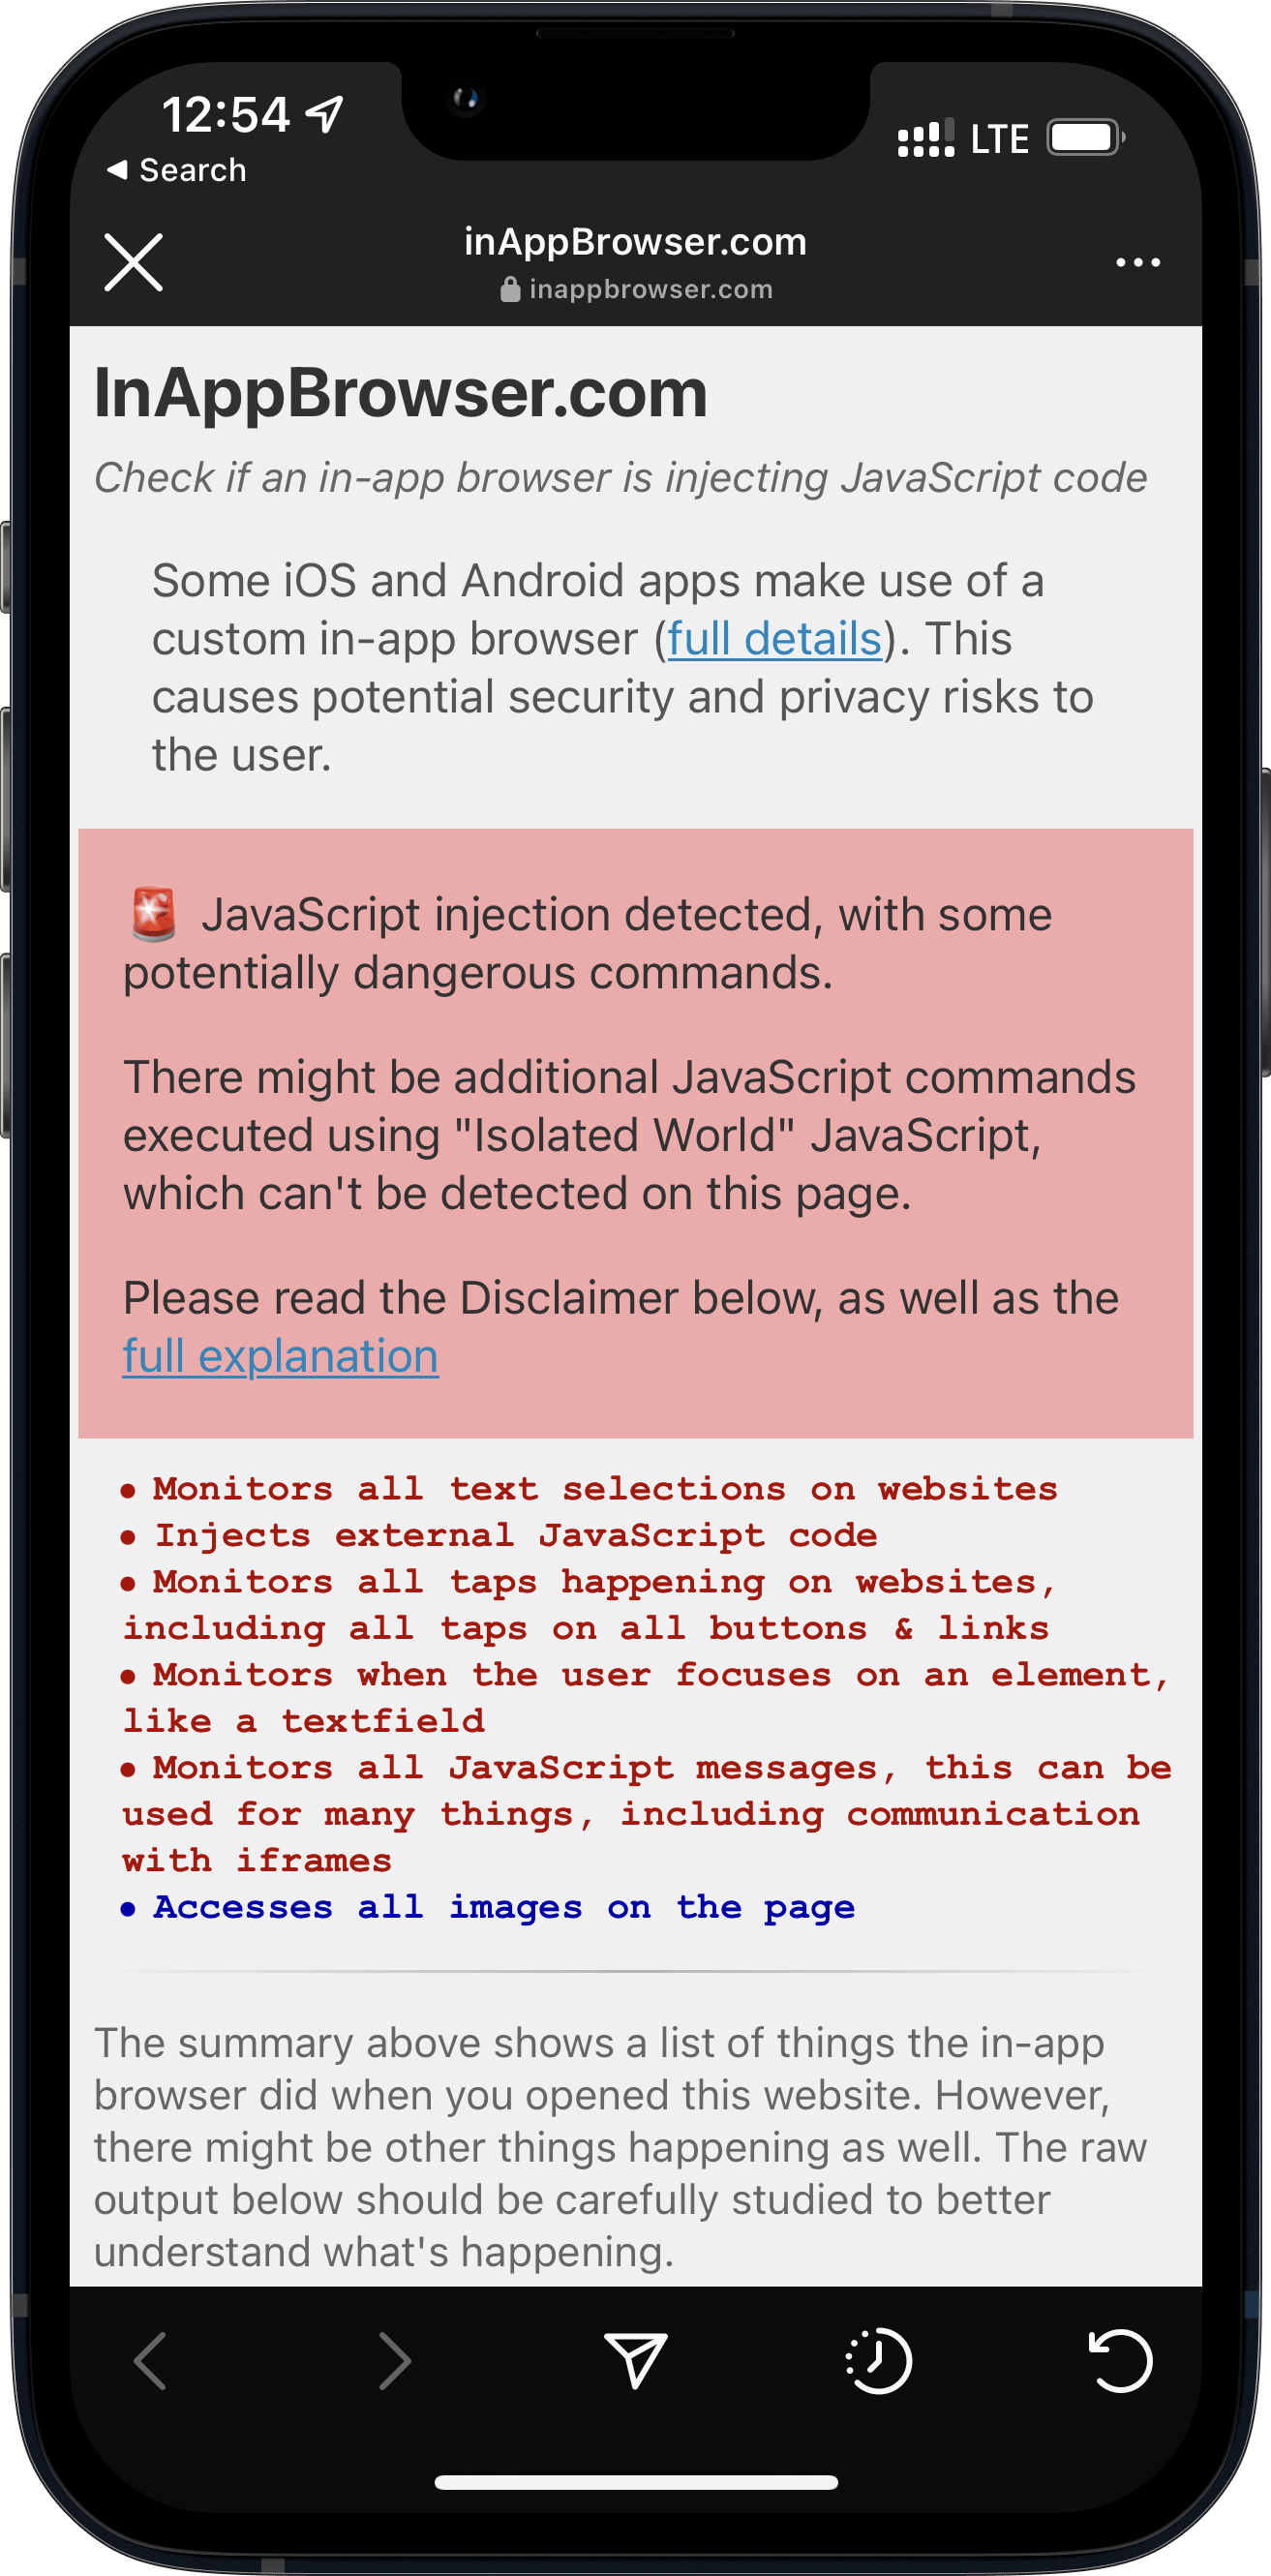 12:54
◀ Search
LTE
inAppBrowser.com
inappbrowser.com
InAppBrowser.com
Check if an in-app browser is injecting JavaScript code
Some iOS and Android apps make use of a
custom in-app browser (full details). This
causes potential security and privacy risks to
the user.
🚨 JavaScript injection detected, with some
potentially dangerous commands.
There might be additional JavaScript commands
executed using "Isolated World" JavaScript,
which can't be detected on this page.
Please read the Disclaimer below, as well as the
full explanation
• Monitors all text selections on websites
• Injects external JavaScript code
• Monitors all taps happening on websites,
including all taps on all buttons & links
• Monitors when the user focuses on an element,
like a textfield
• Monitors all JavaScript messages, this can be
used for many things, including communication
with iframes
• Accesses all images on the page
The summary above shows a list of things the in-app
browser did when you opened this website. However,
there might be other things happening as well. The raw
output below should be carefully studied to better
understand what's happening.